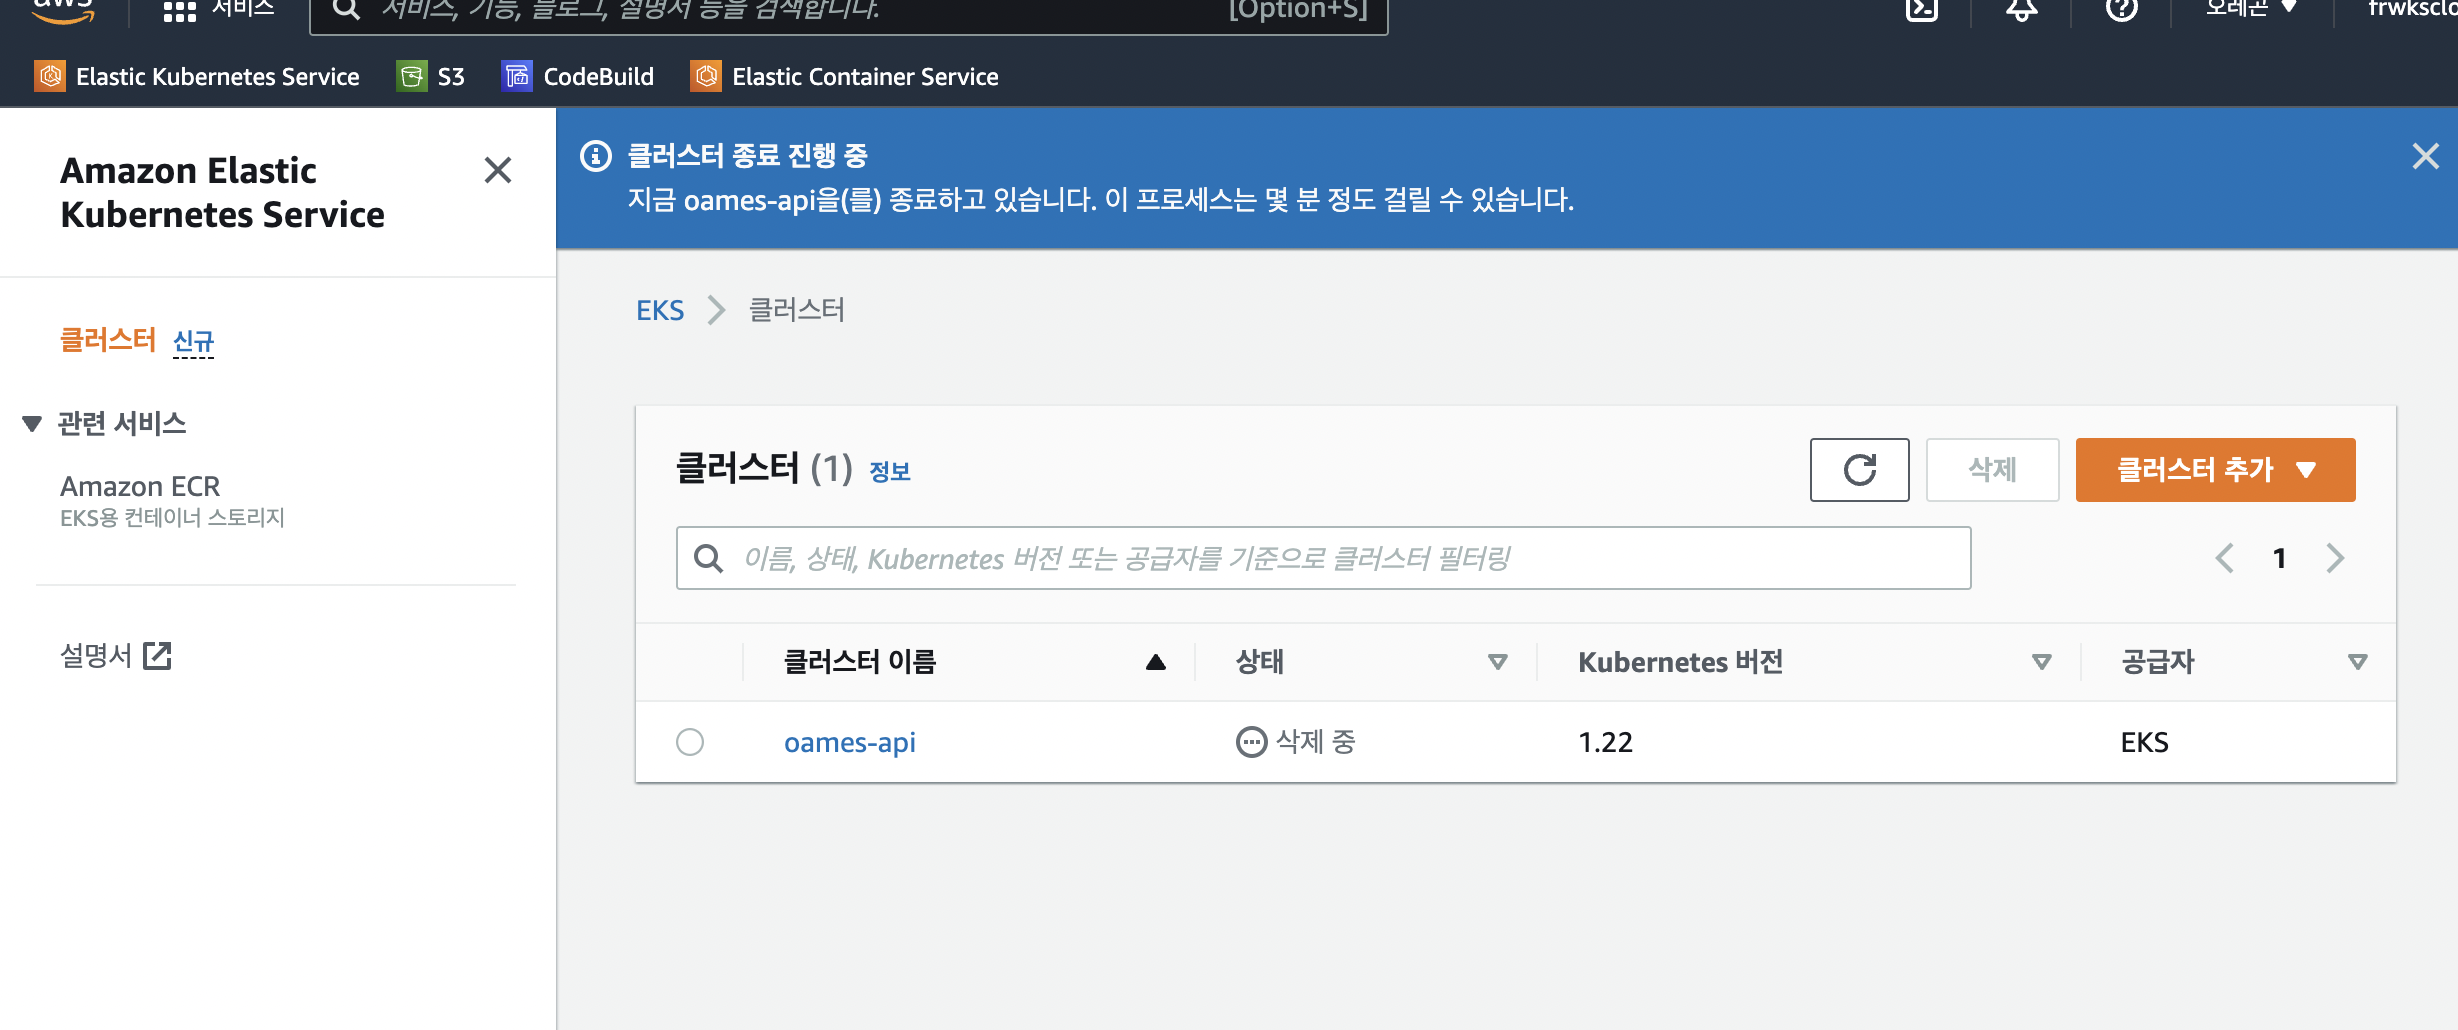 aws
서비스
서비스, 기능, 블로그, 설명서 등을 검색합니다.
[Option+S]
오레곤
frwksclo
Elastic Kubernetes Service
S3
CodeBuild
Elastic Container Service
Amazon Elastic
Kubernetes Service
클러스터 신규
관련 서비스
Amazon ECR
EKS용 컨테이너 스토리지
설명서
클러스터 종료 진행 중
지금 oames-api을(를) 종료하고 있습니다. 이 프로세스는 몇 분 정도 걸릴 수 있습니다.
EKS
클러스터
클러스터 (1) 정보
삭제
클러스터 추가
이름, 상태, Kubernetes 버전 또는 공급자를 기준으로 클러스터 필터링
1
클러스터 이름
상태
Kubernetes 버전
공급자
oames-api
삭제 중
1.22
EKS